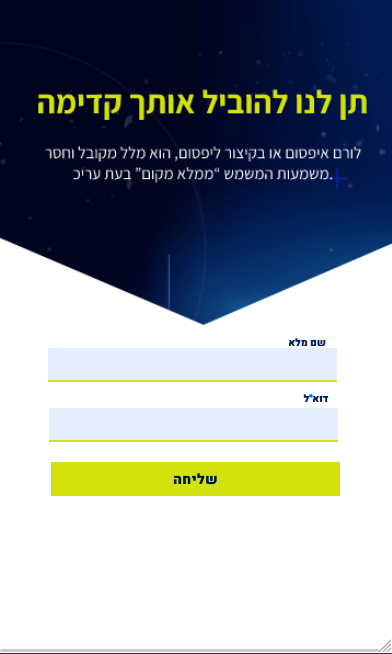 תן לנו להוביל אותך קדימה
לורם איפסום או בקיצור ליפסום, הוא מלל מקובל וחסר
משמעות המשמש “ממלא מקום” בעת עריכ.
שם מלא
דוא"ל
שליחה